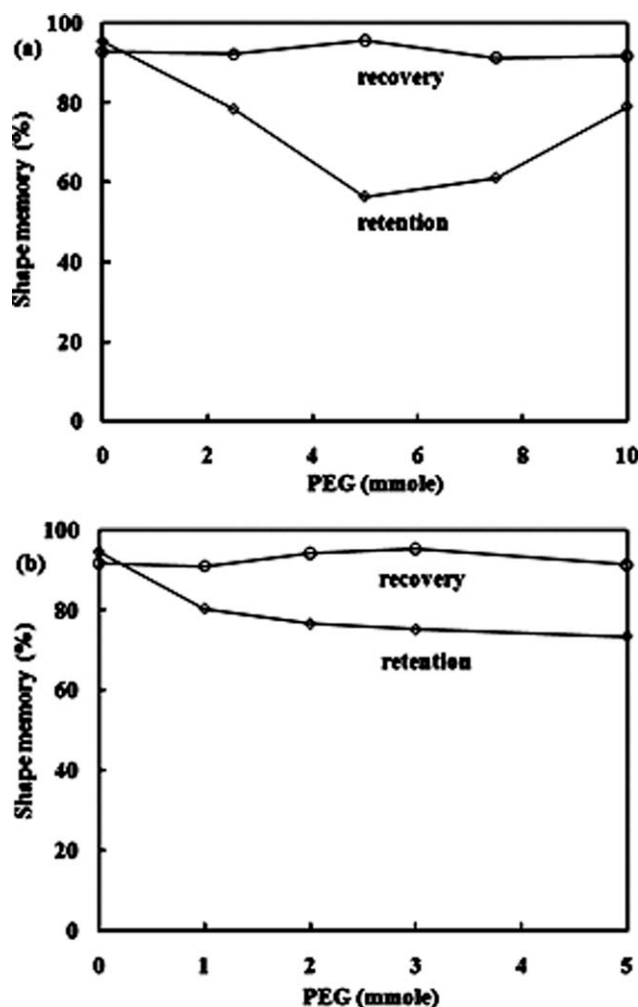 (a)
100
80
60
40
20
0
Shape memory (%)
recovery
retention
0 2 4 6 8 10
PEG (mmole)
(b)
100
80
60
40
20
0
Shape memory (%)
recovery
retention
0 1 2 3 4 5
PEG (mmole)